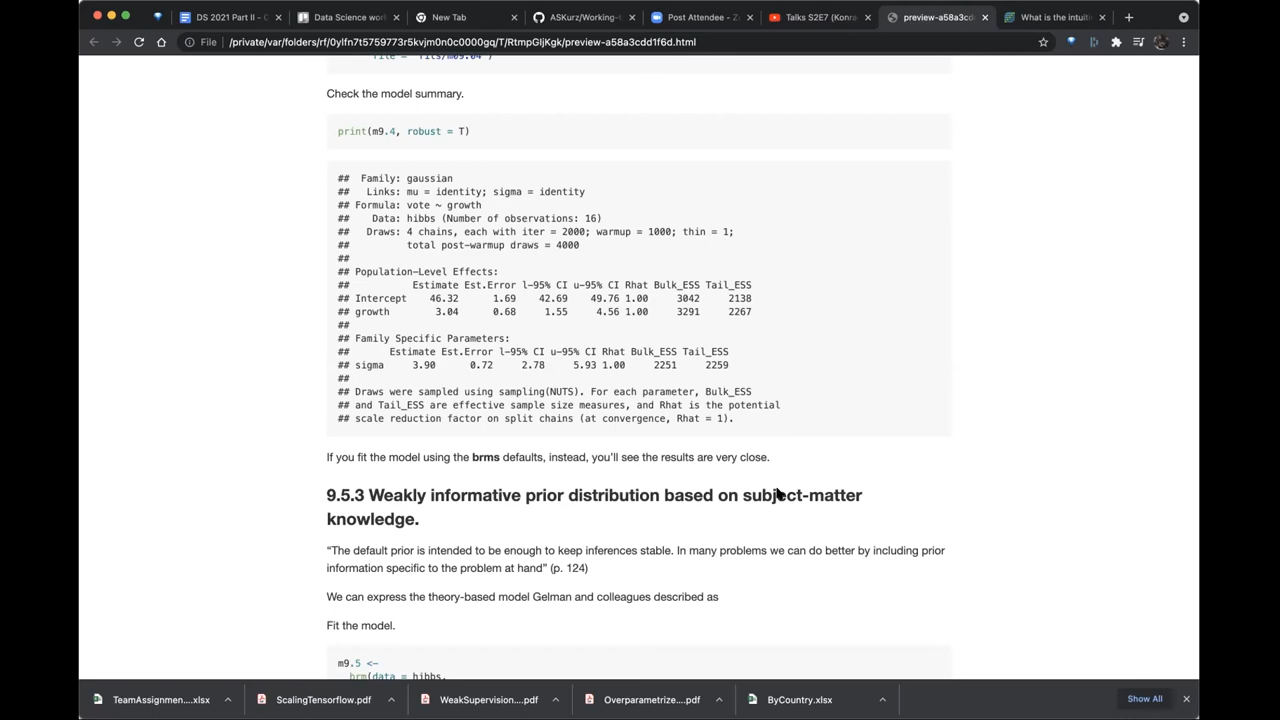 DS 2021 Part II - O
Data Science wor
New Tab
ASKurz/Working-
Post Attendee - Z
Talks S2E7 (Konra
preview-a58a3cd
What is the intuiti
File
/private/var/folders/rf/0ylfn7t5759773r5kvjm0n0c0000gq/T/RtmpGIjKgk/preview-a58a3cdd1f6d.html
file = "fits/m09.04")
Check the model summary.
print(m9.4, robust = T)
## Family: gaussian
## Links: mu = identity; sigma = identity
## Formula: vote ~ growth
## Data: hibbs (Number of observations: 16)
## Draws: 4 chains, each with iter = 2000; warmup = 1000; thin = 1;
## total post-warmup draws = 4000
##
## Population-Level Effects:
## Estimate Est.Error l-95% CI u-95% CI Rhat Bulk_ESS Tail_ESS
## Intercept 46.32 1.69 42.69 49.76 1.00 3042 2138
## growth 3.04 0.68 1.55 4.56 1.00 3291 2267
##
## Family Specific Parameters:
## Estimate Est.Error l-95% CI u-95% CI Rhat Bulk_ESS Tail_ESS
## sigma 3.90 0.72 2.78 5.93 1.00 2251 2259
##
## Draws were sampled using sampling(NUTS). For each parameter, Bulk_ESS
## and Tail_ESS are effective sample size measures, and Rhat is the potential
## scale reduction factor on split chains (at convergence, Rhat = 1).
If you fit the model using the brms defaults, instead, you'll see the results are very close.
9.5.3 Weakly informative prior distribution based on subject-matter
knowledge.
"The default prior is intended to be enough to keep inferences stable. In many problems we can do better by including prior
information specific to the problem at hand" (p. 124)
We can express the theory-based model Gelman and colleagues described as
Fit the model.
m9.5 <-
brm(data = hibbs,
TeamAssignmen....xlsx
ScalingTensorflow.pdf
WeakSupervision....pdf
Overparametrize....pdf
ByCountry.xlsx
Show All